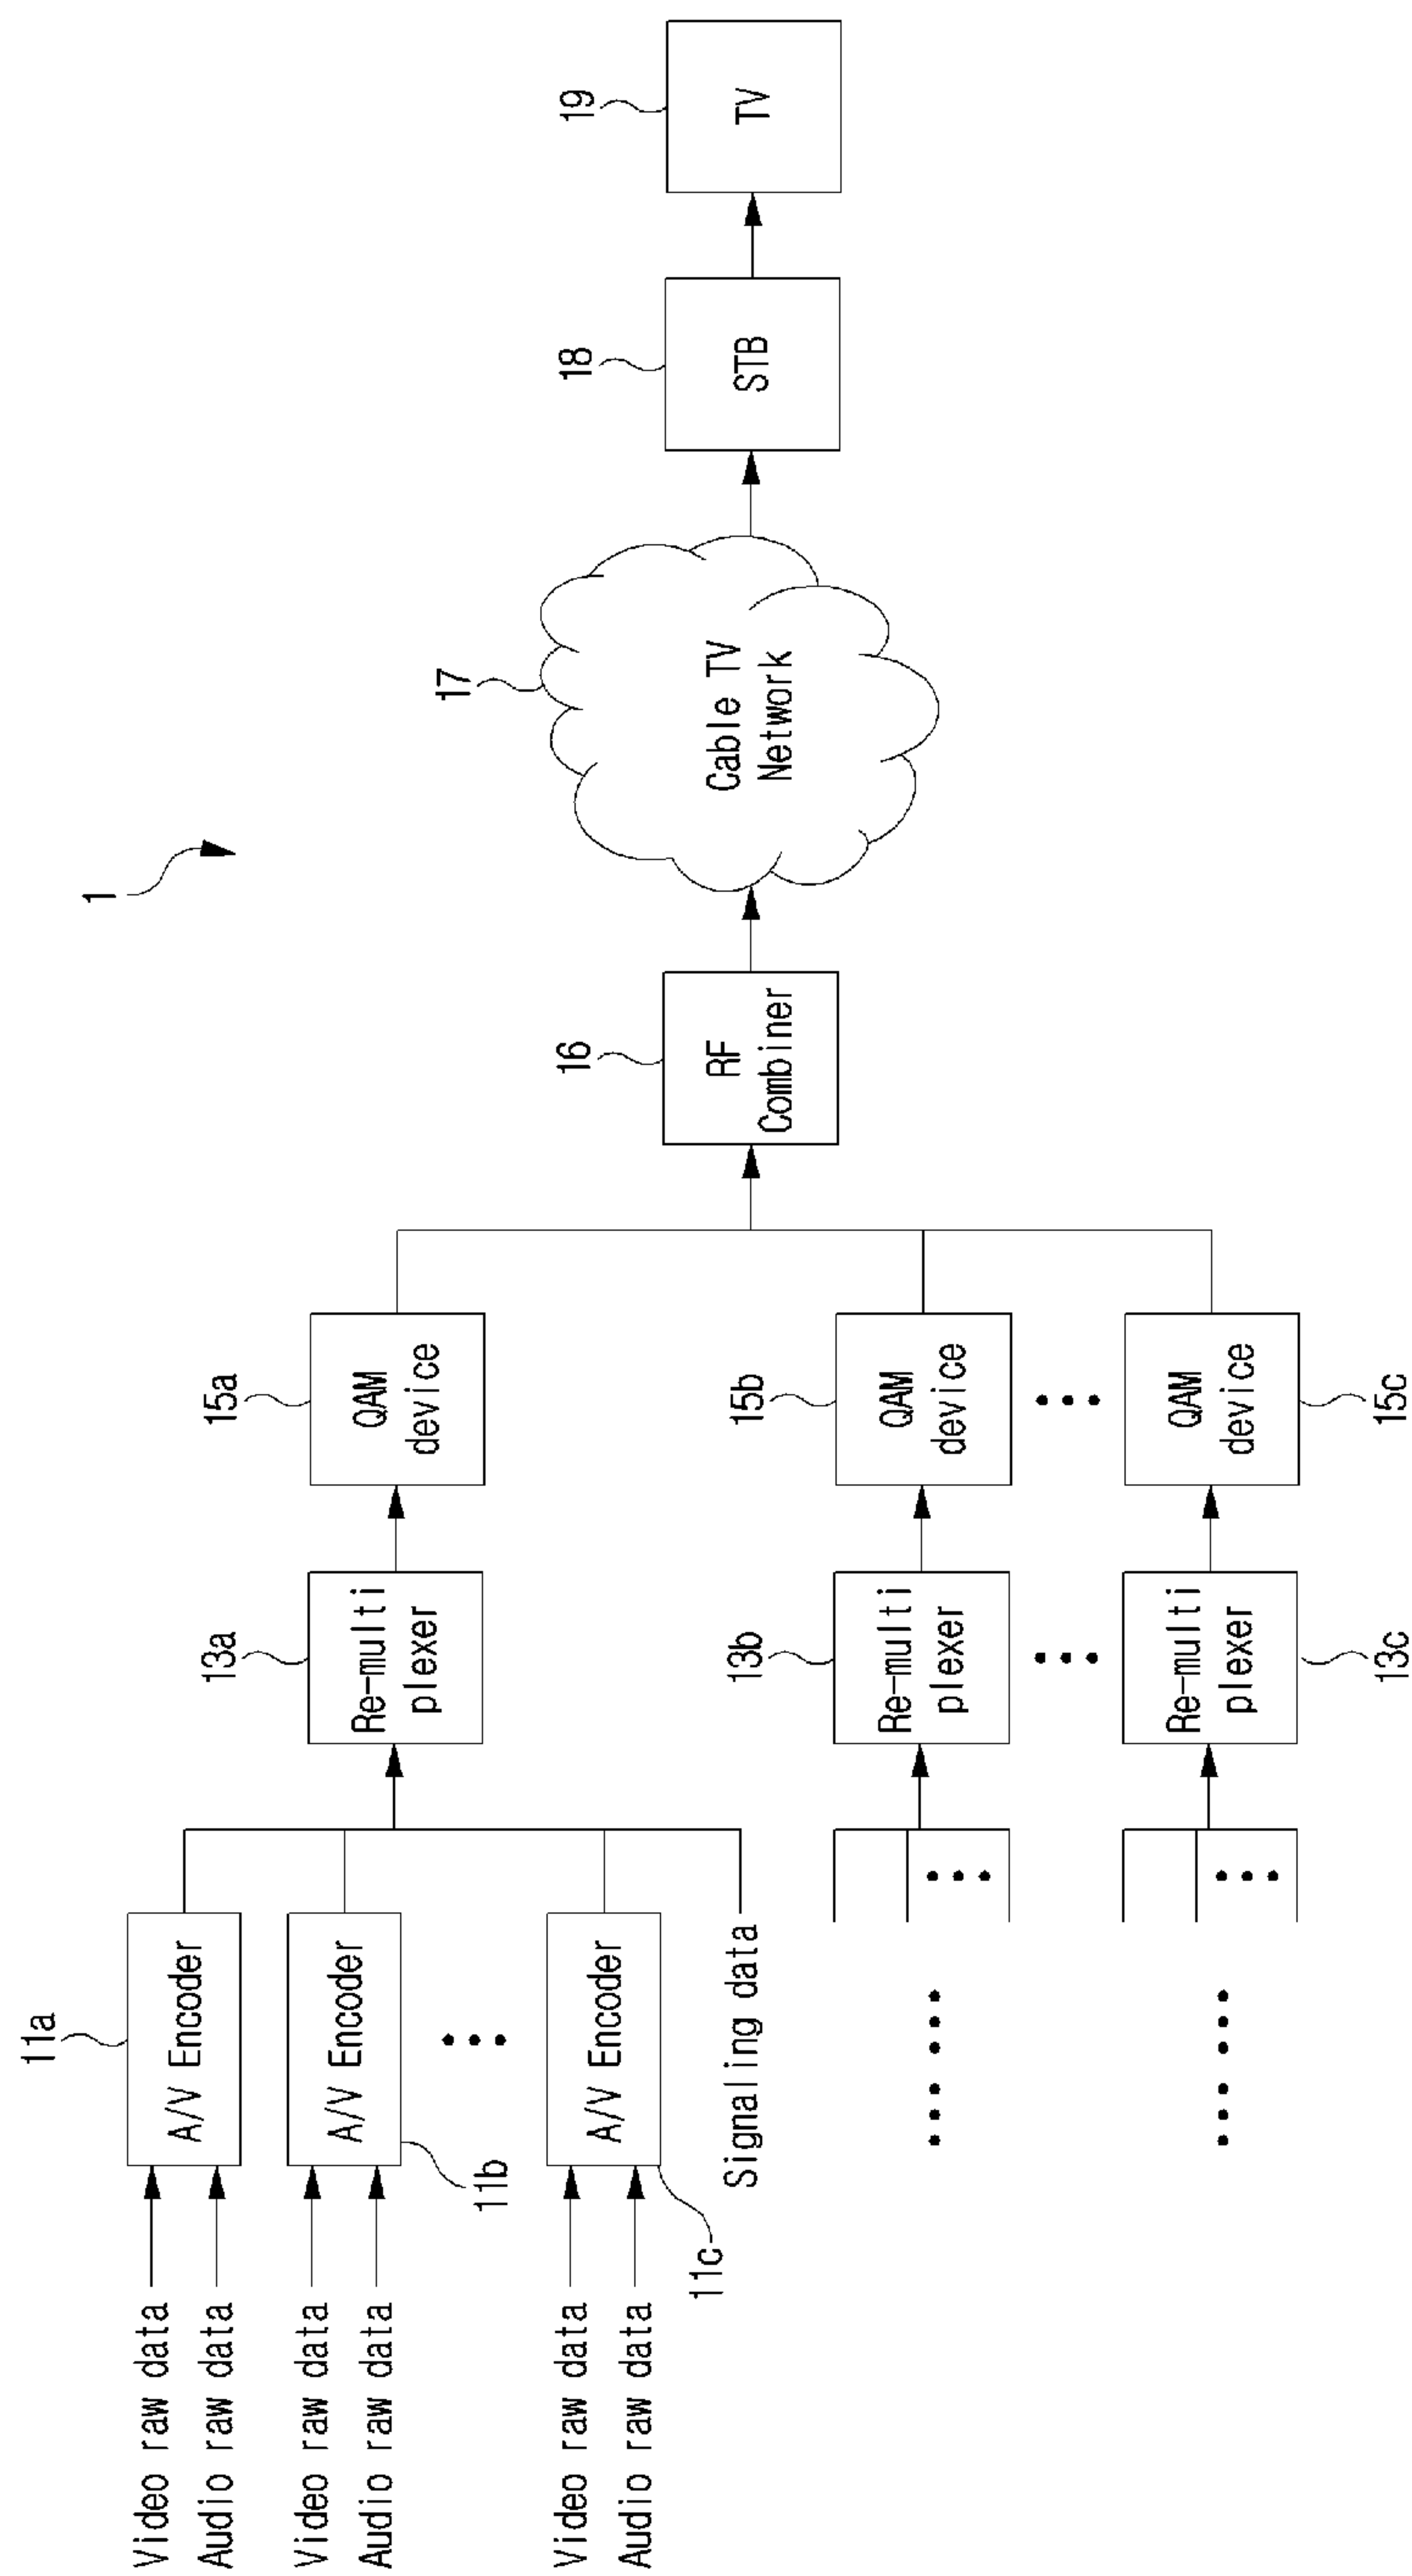 1
Video raw data
Audio raw data
11a
A/V Encoder
Video raw data
Audio raw data
11b
A/V Encoder
Video raw data
Audio raw data
11c
A/V Encoder
Signaling data
13a
Re-multi
plexer
15a
QAM
device
13b
Re-multi
plexer
15b
QAM
device
13c
Re-multi
plexer
15c
QAM
device
16
RF
Combiner
17
Cable TV
Network
18
STB
19
TV